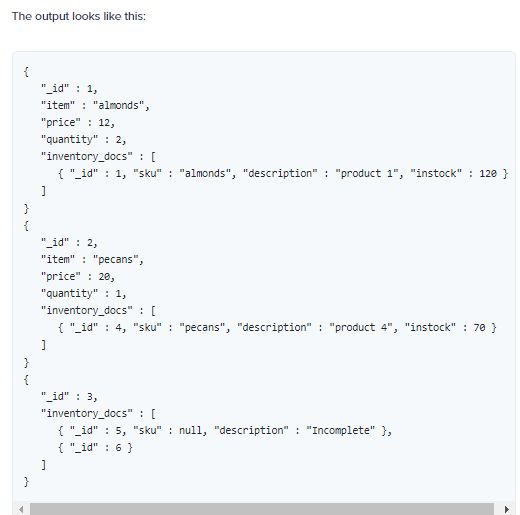 The output looks like this:
{
"_id" : 1,
"item" : "almonds",
"price" : 12,
"quantity" : 2,
"inventory_docs" : [
{ "_id" : 1, "sku" : "almonds", "description" : "product 1", "instock" : 120 }
]
}
{
"_id" : 2,
"item" : "pecans",
"price" : 20,
"quantity" : 1,
"inventory_docs" : [
{ "_id" : 4, "sku" : "pecans", "description" : "product 4", "instock" : 70 }
]
}
{
"_id" : 3,
"inventory_docs" : [
{ "_id" : 5, "sku" : null, "description" : "Incomplete" },
{ "_id" : 6 }
]
}